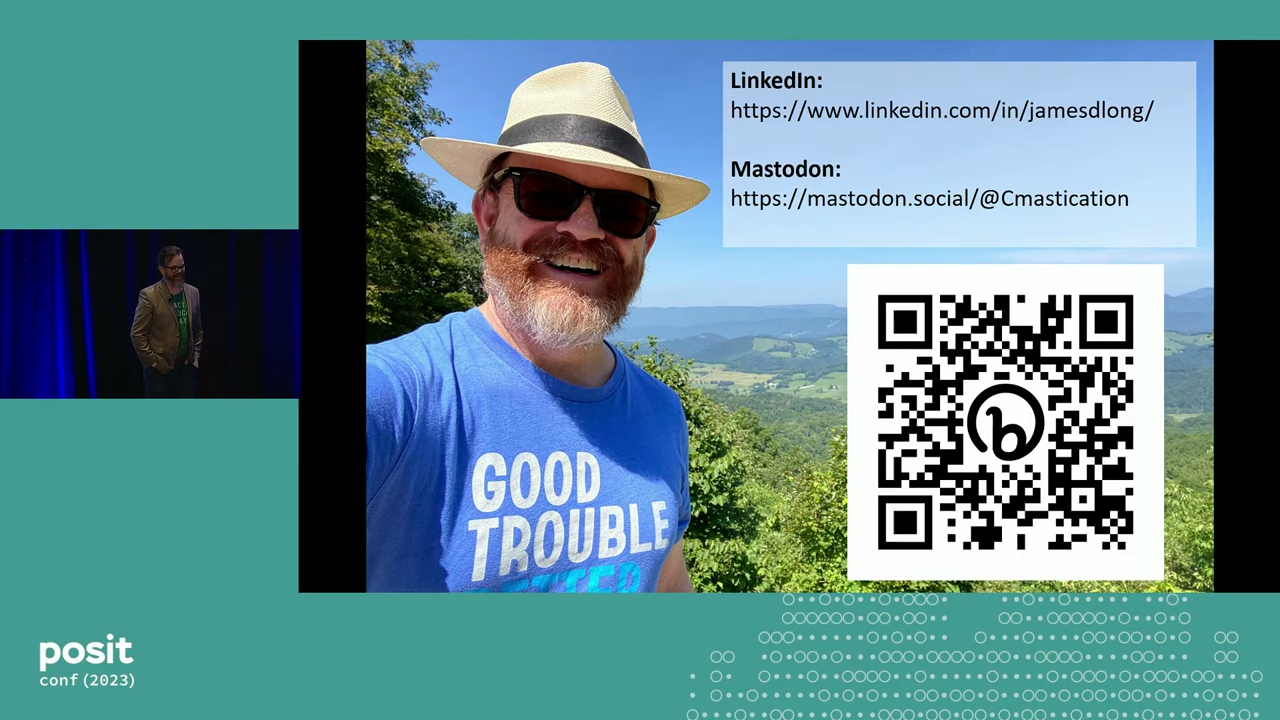 LinkedIn:
https://www.linkedin.com/in/jamesdlong/
Mastodon:
https://mastodon.social/@Cmastication
GOOD
TROUBLE
posit
conf(2023)